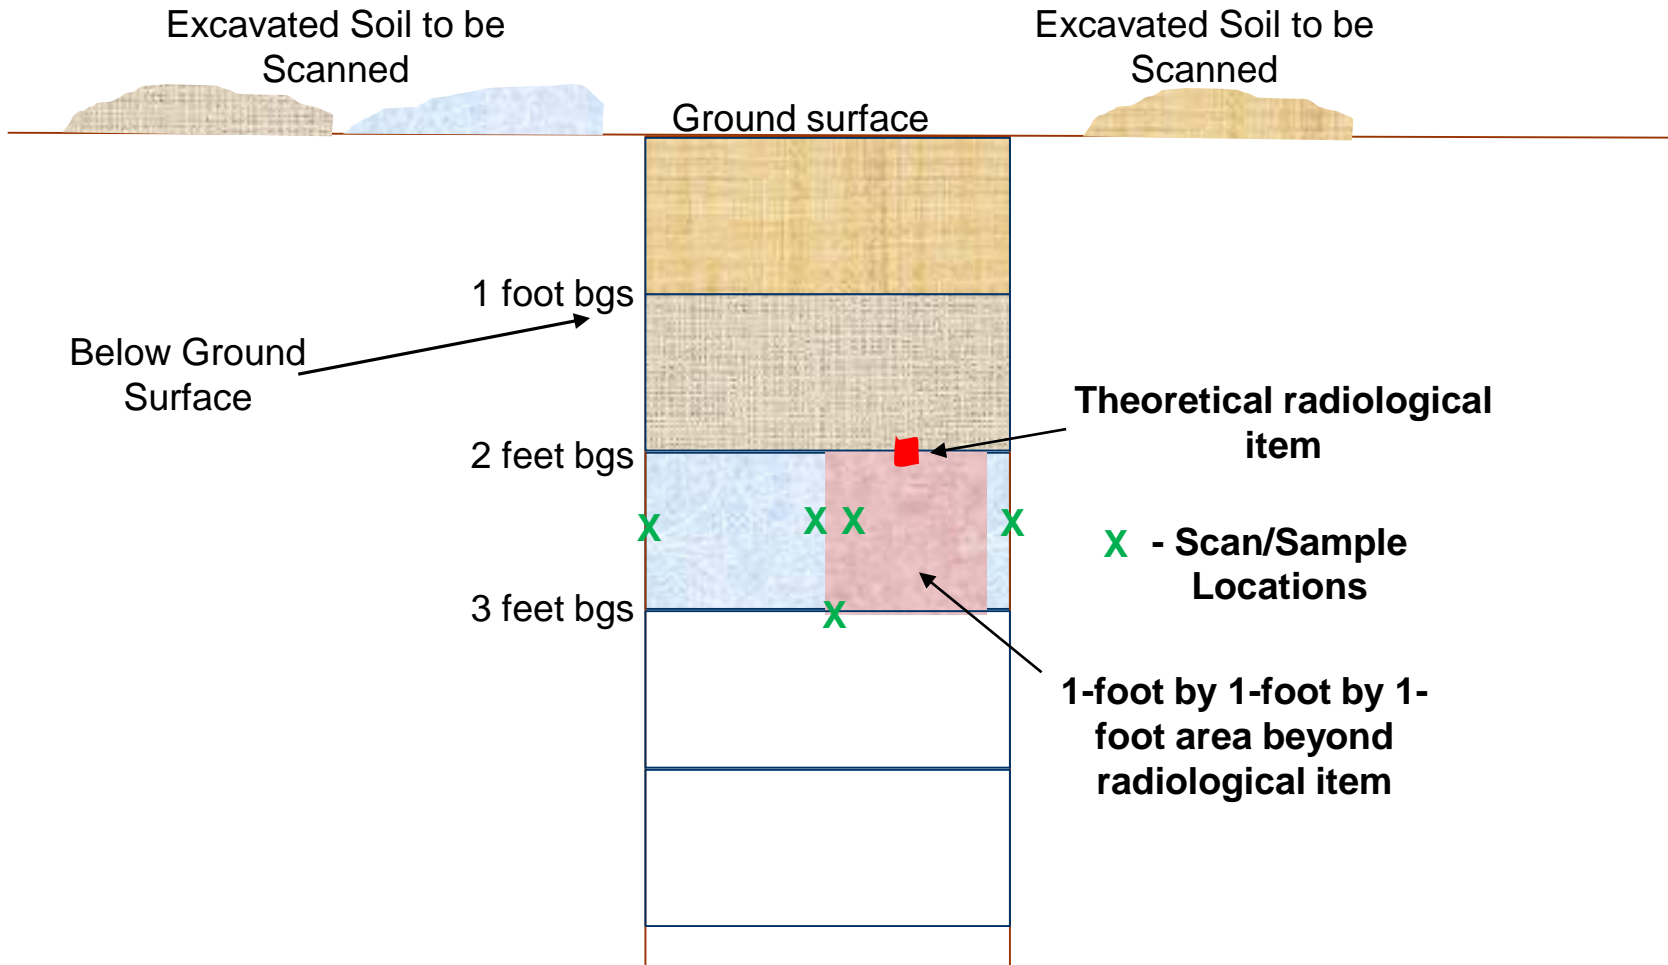 Excavated Soil to be
Scanned
Excavated Soil to be
Scanned
Ground surface
1 foot bgs
Below Ground
Surface
2 feet bgs
Theoretical radiological
item
X
X
X
X
X - Scan/Sample
Locations
3 feet bgs
X
1-foot by 1-foot by 1-
foot area beyond
radiological item